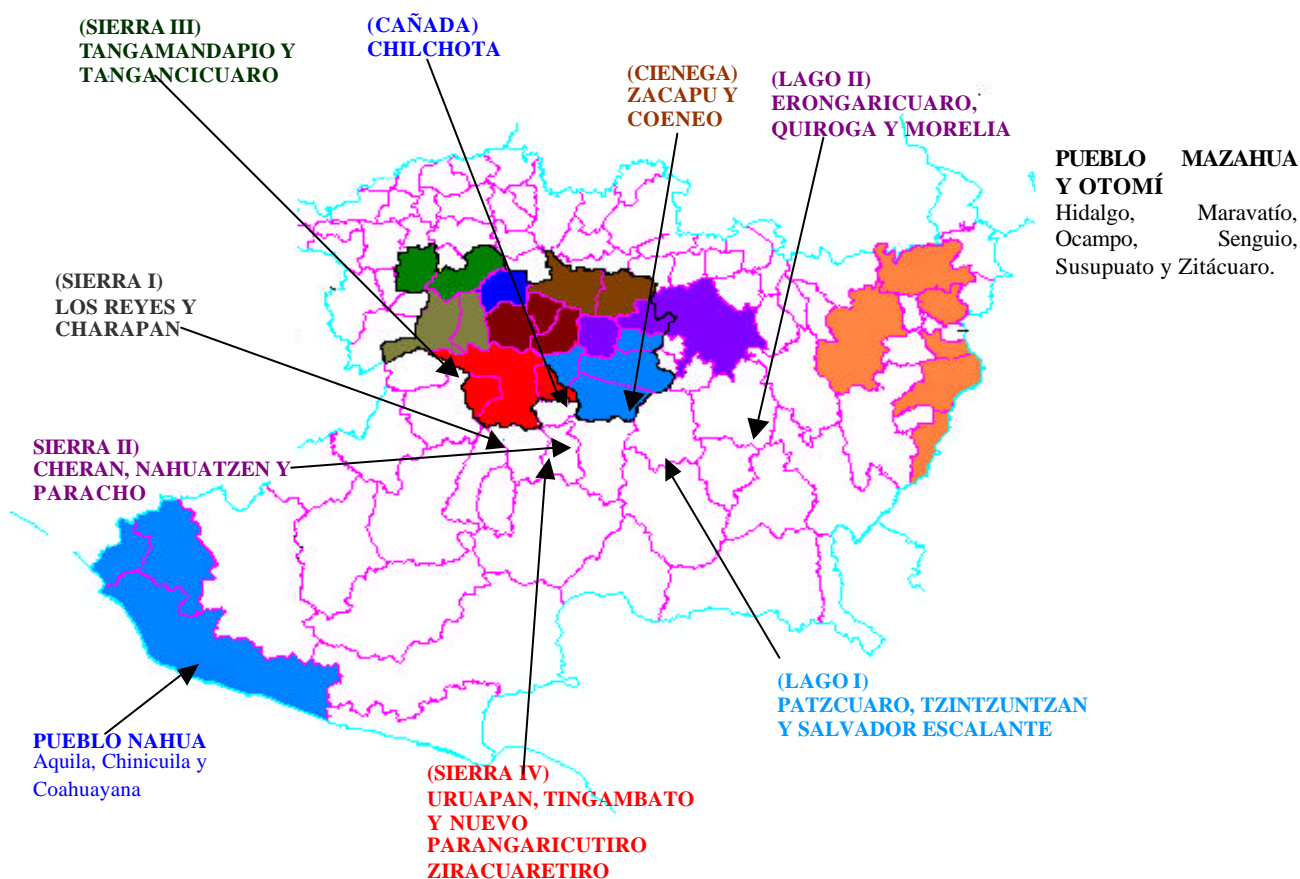 (SIERRA III)
TANGAMANDAPIO Y
TANGANCICUARO
(CAÑADA)
CHILCHOTA
(CIENEGA)
ZACAPU Y
COENEO
(LAGO II)
ERONGARICUARO,
QUIROGA Y MORELIA
PUEBLO MAZAHUA
Y OTOMÍ
Hidalgo, Maravatío,
Ocampo, Senguio,
Susupuato y Zitácuaro.
(SIERRA I)
LOS REYES Y
CHARAPAN
SIERRA II)
CHERAN, NAHUATZEN Y
PARACHO
PUEBLO NAHUA
Aquila, Chinicuila y
Coahuayana
(SIERRA IV)
URUAPAN, TINGAMBATO
Y NUEVO
PARANGARICUTIRO
ZIRACUARETIRO
(LAGO I)
PATZCUARO, TZINTZUNTZAN
Y SALVADOR ESCALANTE